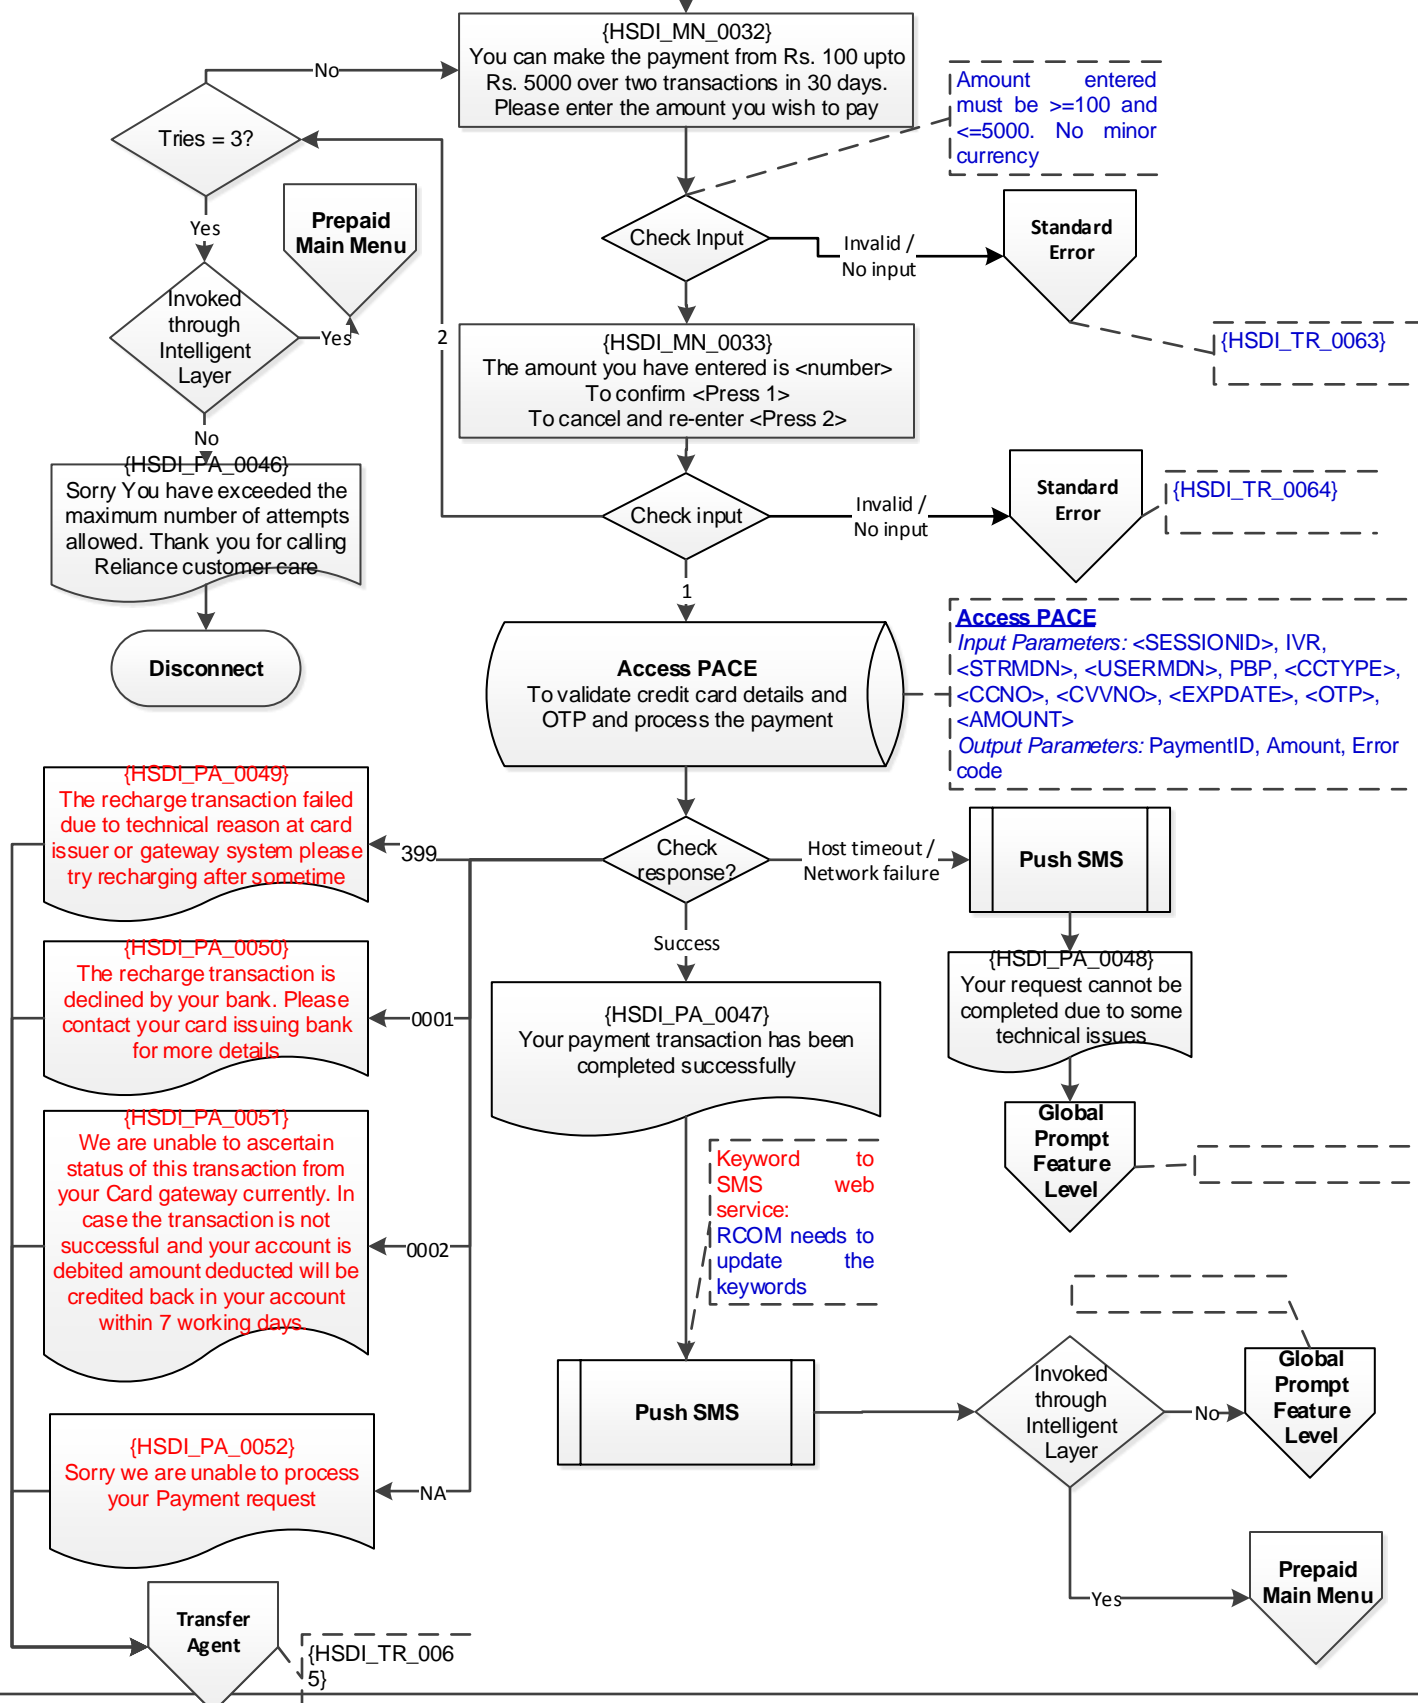 {HSDI_MN_0032}
You can make the payment from Rs. 100 upto
Rs. 5000 over two transactions in 30 days.
Please enter the amount you wish to pay
No
Amount entered
must be >=100 and
<=5000. No minor
currency
Tries = 3?
Yes
Prepaid
Main Menu
Check Input
Invalid /
No input
Standard
Error
{HSDI_TR_0063}
Invoked
through
Intelligent
Layer
Yes
No
2
{HSDI_MN_0033}
The amount you have entered is <number>
To confirm <Press 1>
To cancel and re-enter <Press 2>
{HSDI_PA_0046}
Sorry You have exceeded the
maximum number of attempts
allowed. Thank you for calling
Reliance customer care
Disconnect
Check input
Invalid /
No input
Standard
Error
{HSDI_TR_0064}
1
Access PACE
To validate credit card details and
OTP and process the payment
Access PACE
Input Parameters: <SESSIONID>, IVR,
<STRMDN>, <USERMDN>, PBP, <CCTYPE>,
<CCNO>, <CVVNO>, <EXPDATE>, <OTP>,
<AMOUNT>
Output Parameters: PaymentID, Amount, Error
code
{HSDI_PA_0049}
The recharge transaction failed
due to technical reason at card
issuer or gateway system please
try recharging after sometime
399
Check
response?
Host timeout /
Network failure
Push SMS
Success
{HSDI_PA_0050}
The recharge transaction is
declined by your bank. Please
contact your card issuing bank
for more details
0001
{HSDI_PA_0047}
Your payment transaction has been
completed successfully
{HSDI_PA_0048}
Your request cannot be
completed due to some
technical issues
Global
Prompt
Feature
Level
{HSDI_PA_0051}
We are unable to ascertain
status of this transaction from
your Card gateway currently. In
case the transaction is not
successful and your account is
debited amount deducted will be
credited back in your account
within 7 working days.
0002
Keyword to
SMS web
service:
RCOM needs to
update the
keywords
Push SMS
Invoked
through
Intelligent
Layer
No
Global
Prompt
Feature
Level
{HSDI_PA_0052}
Sorry we are unable to process
your Payment request
NA
Yes
Prepaid
Main Menu
Transfer
Agent
{HSDI_TR_006
5}